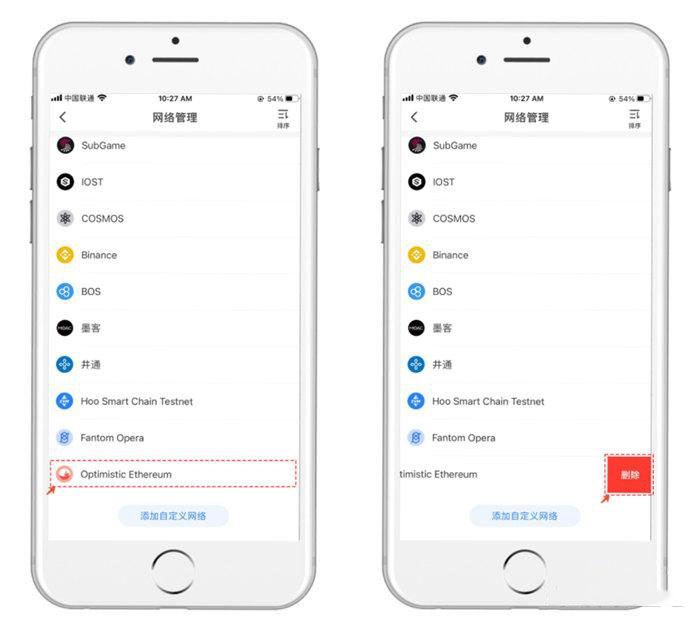 中国联通 10:27 AM 54%
网络管理
排序
SubGame
IOST
COSMOS
Binance
BOS
MOAC 墨客
井通
Hoo Smart Chain Testnet
Fantom Opera
Optimistic Ethereum
添加自定义网络
中国联通 10:27 AM 54%
网络管理
排序
SubGame
IOST
COSMOS
Binance
BOS
MOAC 墨客
井通
Hoo Smart Chain Testnet
Fantom Opera
timistic Ethereum 删除
添加自定义网络